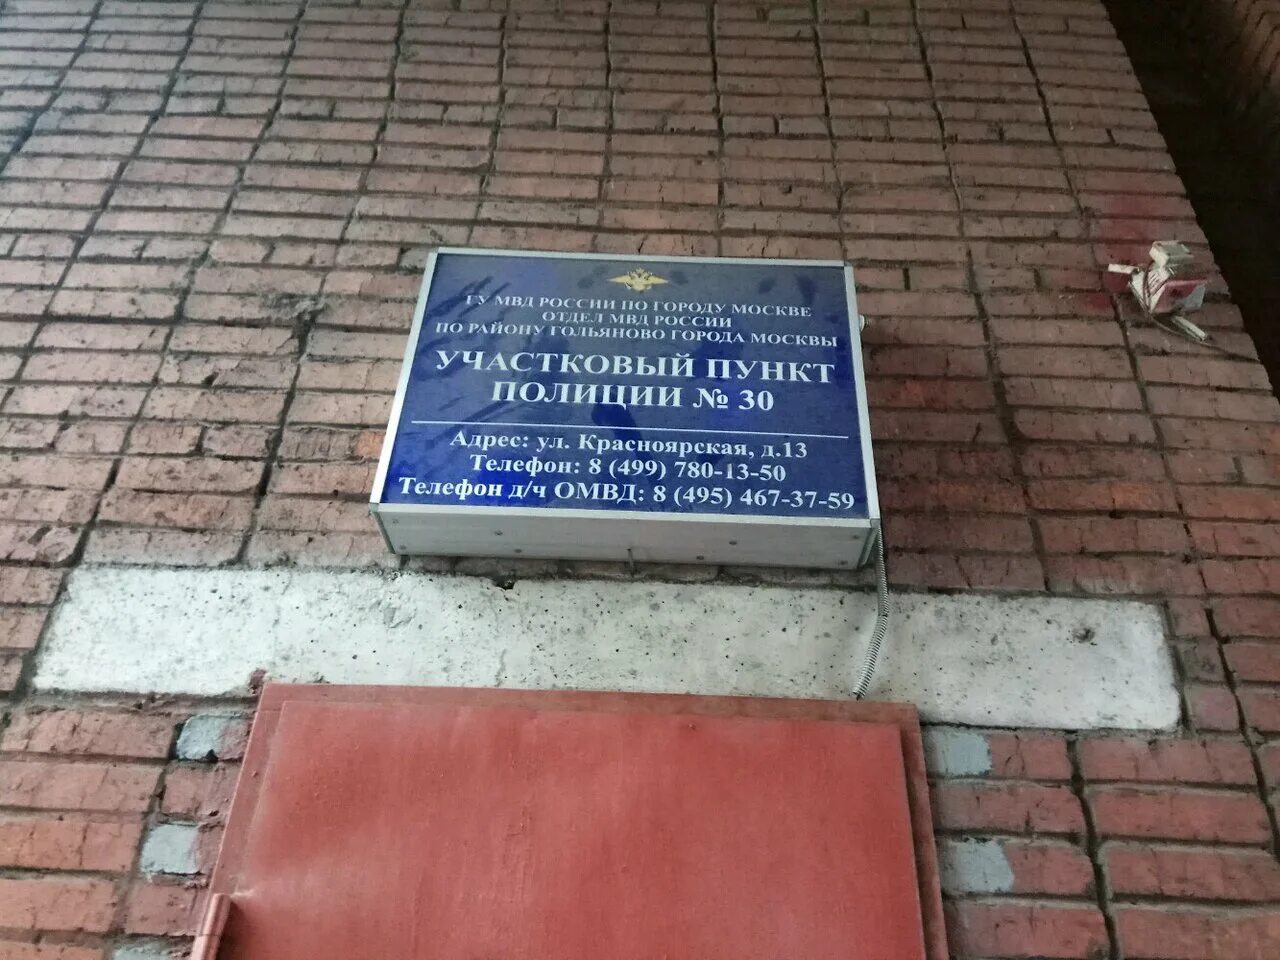 ГУ МВД РОССИИ ПО ГОРОДУ МОСКВЕ
ОТДЕЛ МВД РОССИИ
ПО РАЙОНУ ГОЛЬЯНОВО ГОРОДА МОСКВЫ
УЧАСТКОВЫЙ ПУНКТ
ПОЛИЦИИ № 30
Адрес: ул. Красноярская, д.13
Телефон: 8 (499) 780-13-50
Телефон д/ч ОМВД: 8 (495) 467-37-59